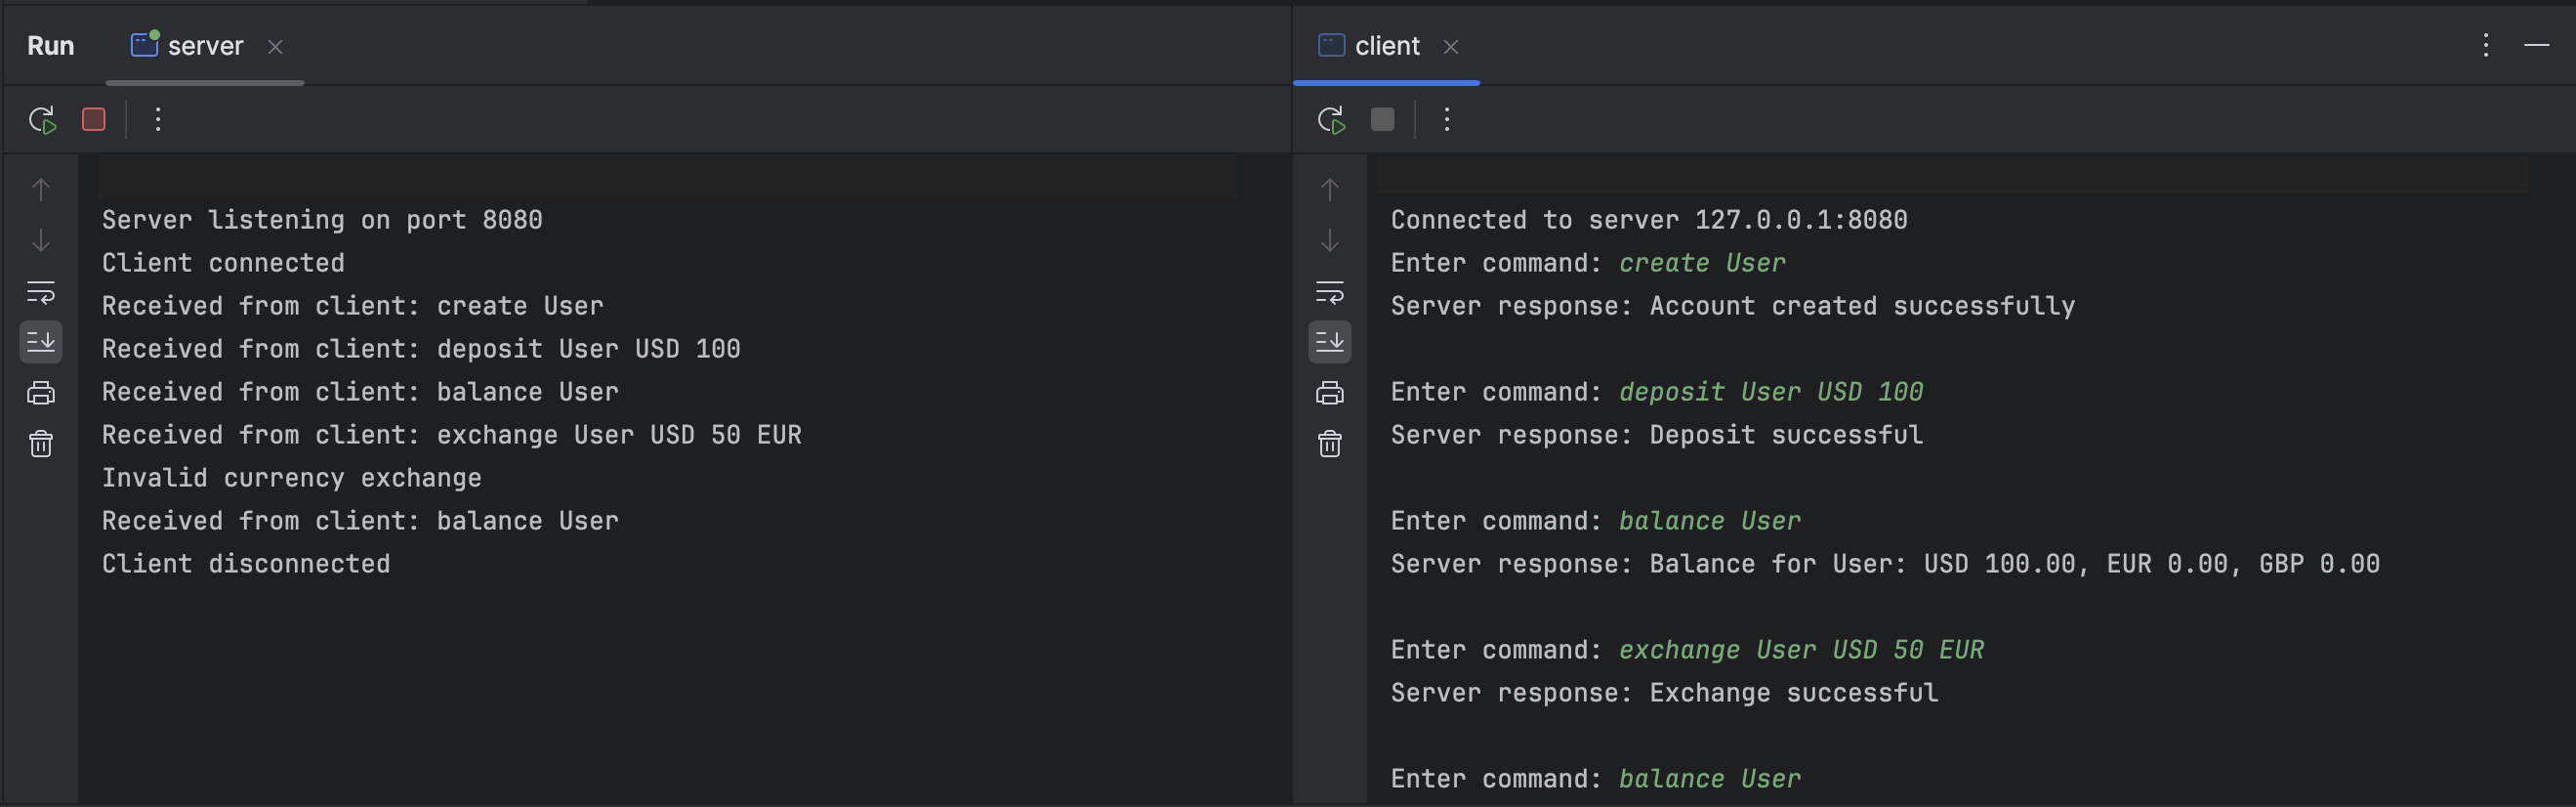 Run
server
Server listening on port 8080
Client connected
Received from client: create User
Received from client: deposit User USD 100
Received from client: balance User
Received from client: exchange User USD 50 EUR
Invalid currency exchange
Received from client: balance User
Client disconnected
client
Connected to server 127.0.0.1:8080
Enter command: create User
Server response: Account created successfully
Enter command: deposit User USD 100
Server response: Deposit successful
Enter command: balance User
Server response: Balance for User: USD 100.00, EUR 0.00, GBP 0.00
Enter command: exchange User USD 50 EUR
Server response: Exchange successful
Enter command: balance User